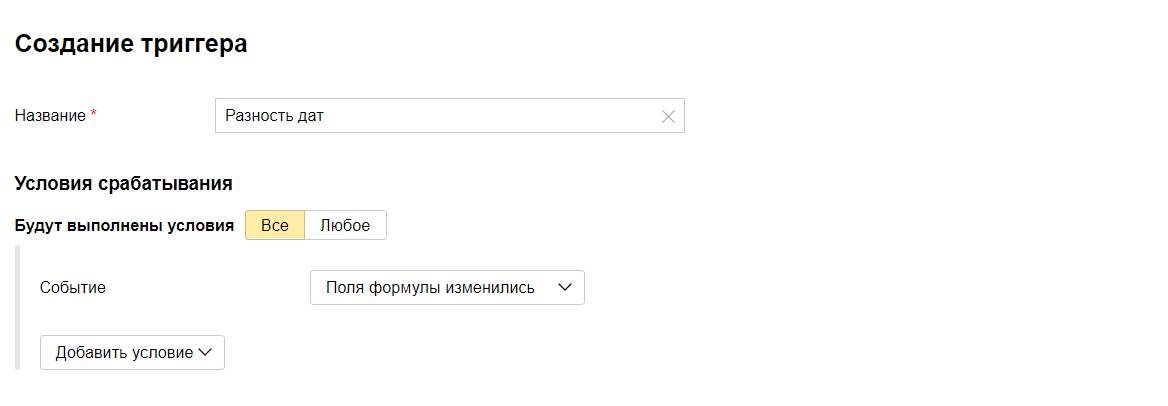 Создание триггера
Название * Разность дат
Условия срабатывания
Будут выполнены условия Все Любое
Событие Поля формулы изменились
Добавить условие